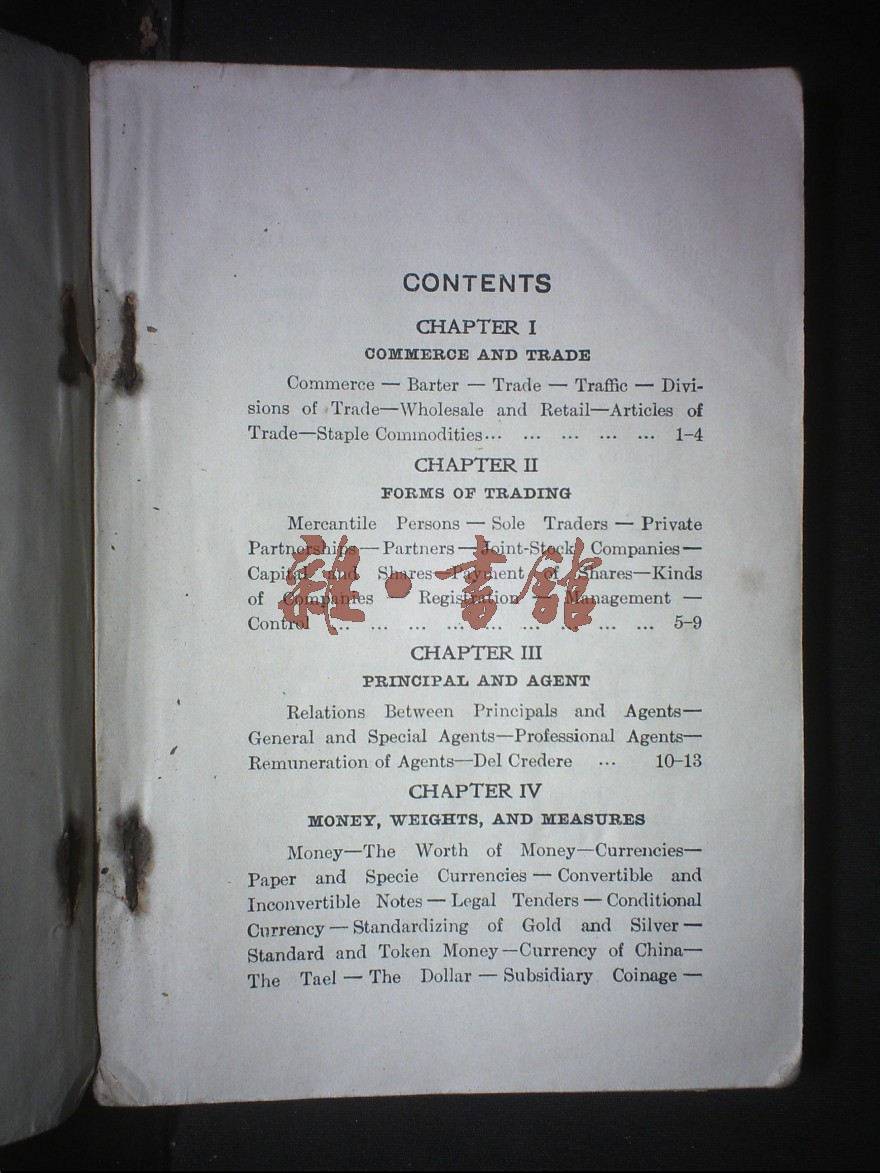 CONTENTS
CHAPTER I
COMMERCE AND TRADE
Commerce — Barter — Trade — Traffic — Divi-
sions of Trade—Wholesale and Retail—Articles of
Trade—Staple Commodities... ... ... ... ... 1-4
CHAPTER II
FORMS OF TRADING
Mercantile Persons — Sole Traders — Private
Partnerships — Partners — Joint-Stock Companies —
Capital and Shares—Payment of Shares—Kinds
of Companies Registration — Management —
Control ... ... ... ... ... ... ... ... ... 5-9
雜·書館
CHAPTER III
PRINCIPAL AND AGENT
Relations Between Principals and Agents—
General and Special Agents—Professional Agents—
Remuneration of Agents—Del Credere ... 10-13
CHAPTER IV
MONEY, WEIGHTS, AND MEASURES
Money—The Worth of Money—Currencies—
Paper and Specie Currencies — Convertible and
Inconvertible Notes — Legal Tenders — Conditional
Currency — Standardizing of Gold and Silver —
Standard and Token Money—Currency of China—
The Tael — The Dollar — Subsidiary Coinage —